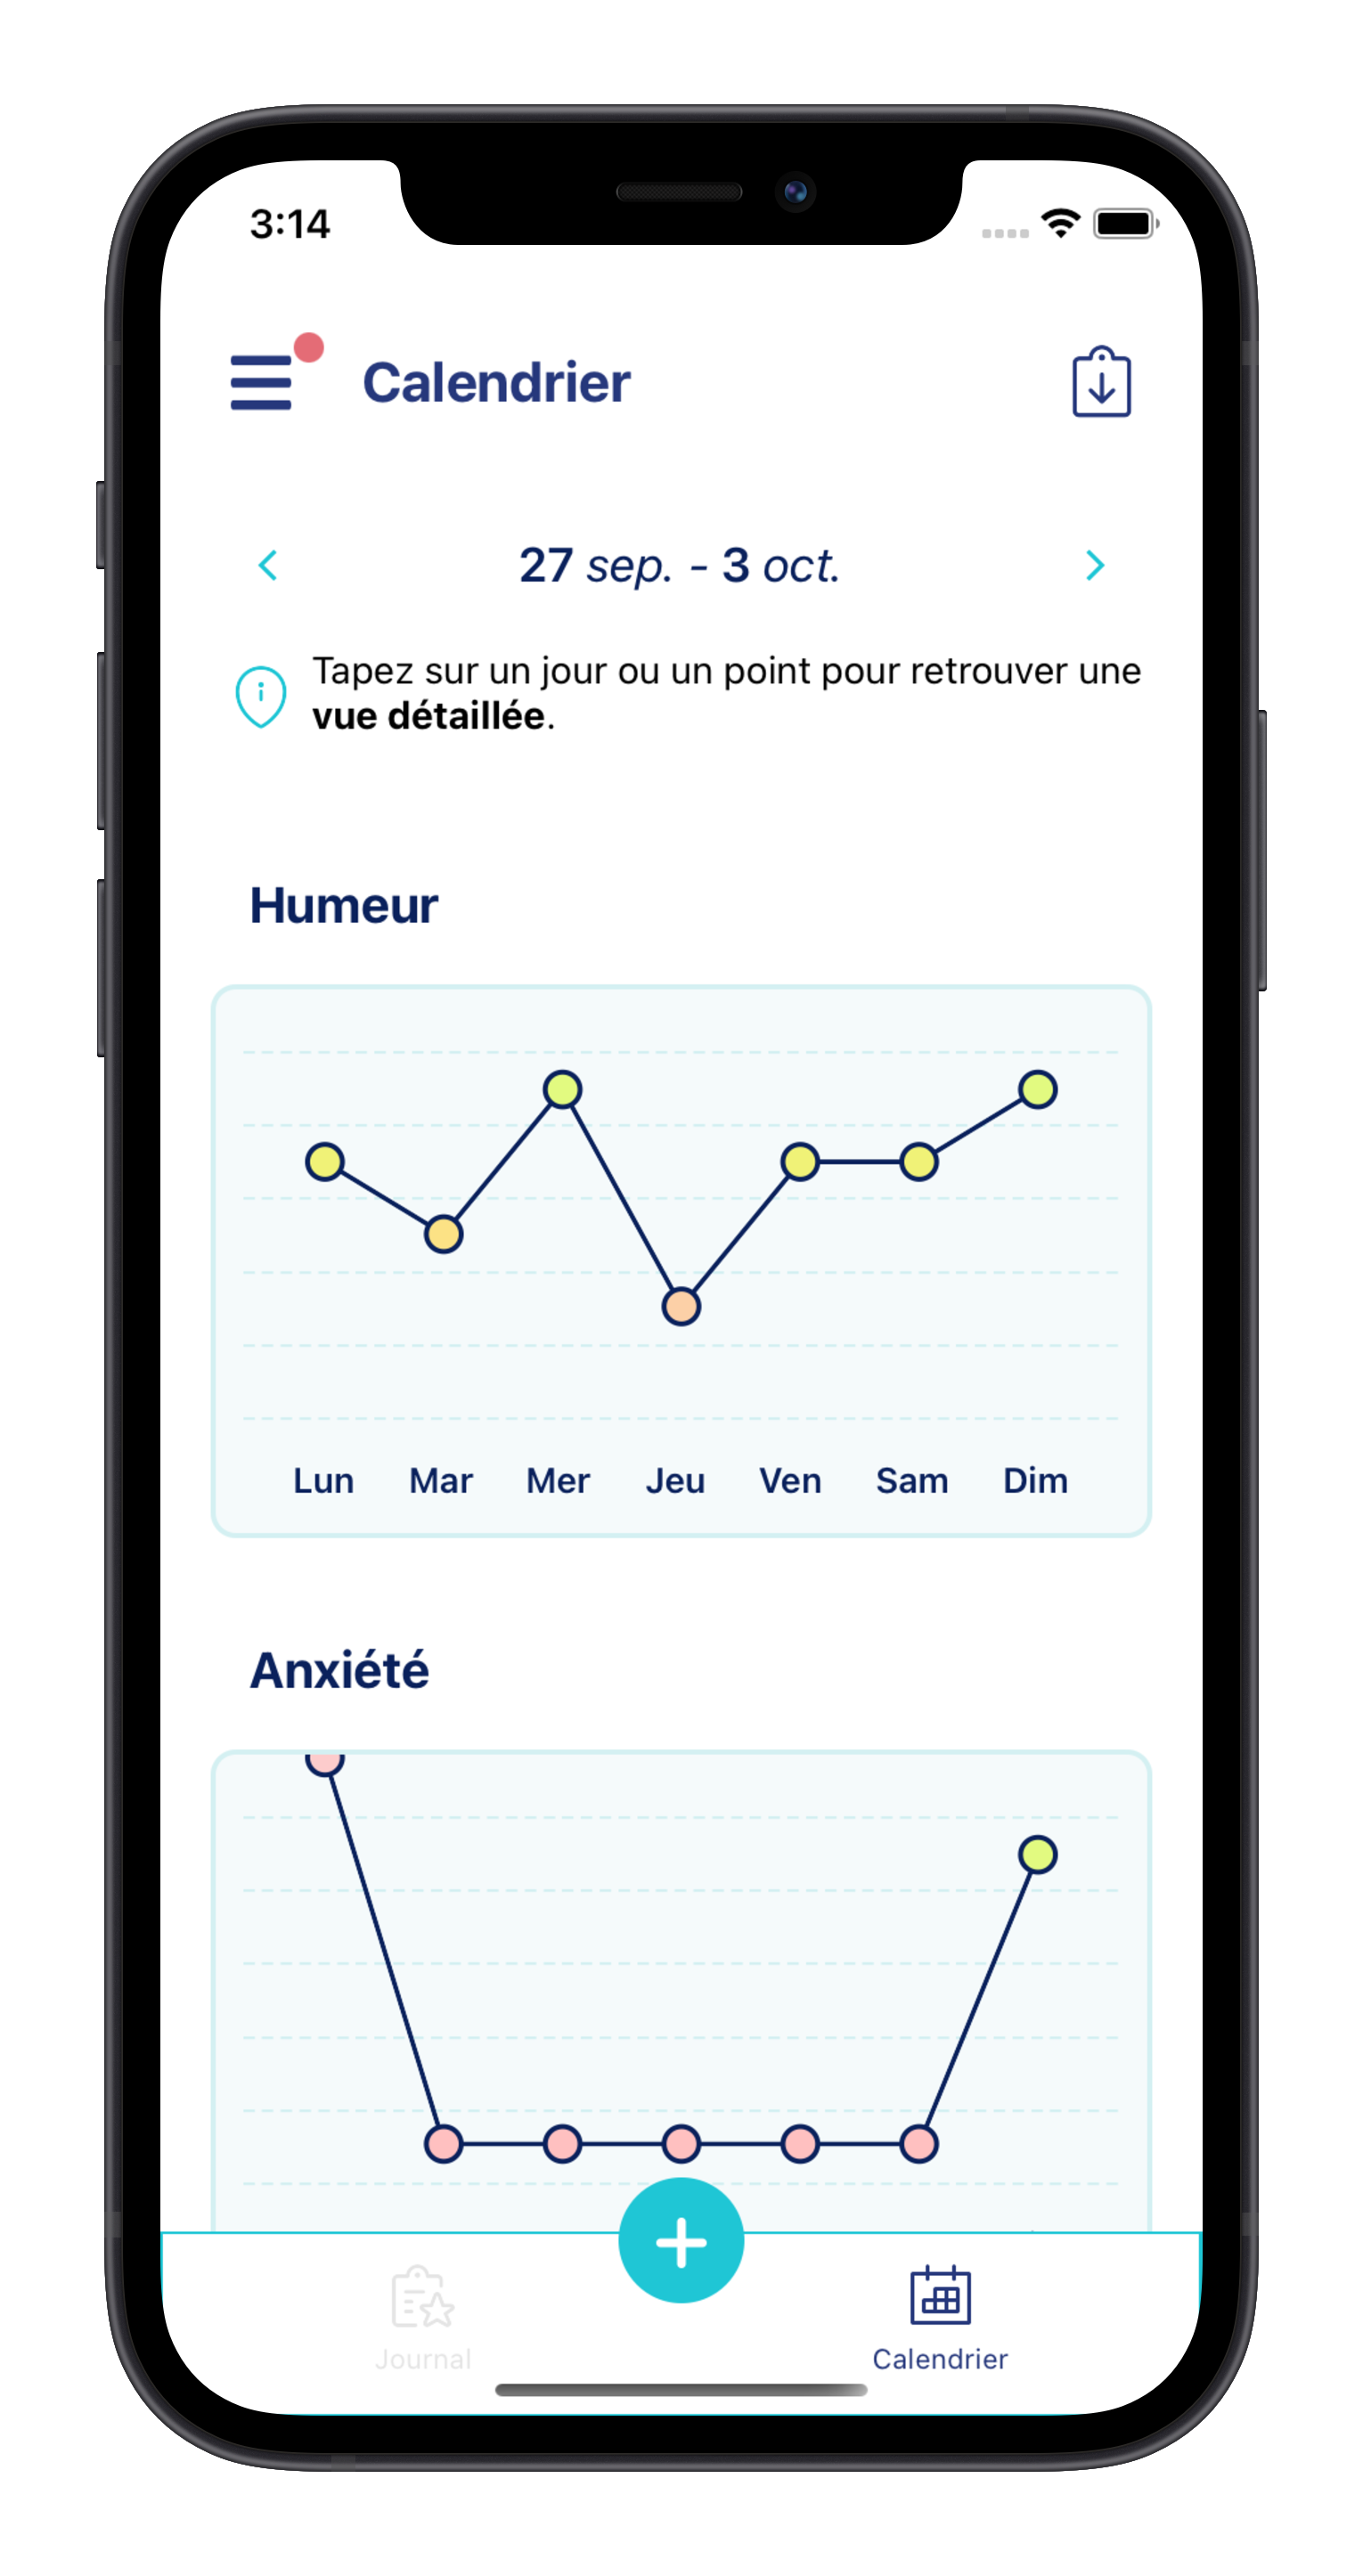 3:14
Calendrier
27 sep. - 3 oct.
Tapez sur un jour ou un point pour retrouver une
vue détaillée.
Humeur
Lun Mar Mer Jeu Ven Sam Dim
Anxiété
Journal
Calendrier